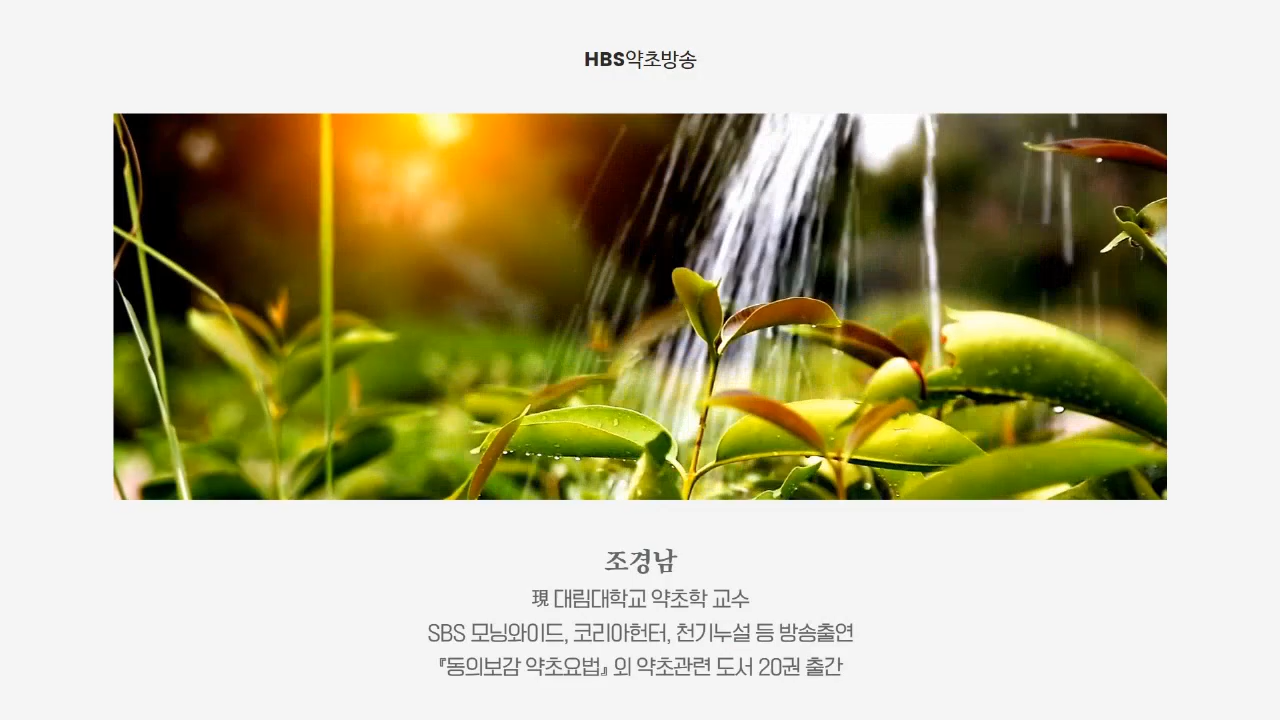 HBS약초방송
조경남
現 대림대학교 약초학 교수
SBS 모닝와이드, 코리아헌터, 천기누설 등 방송출연
『동의보감 약초요법』 외 약초관련 도서 20권 출간